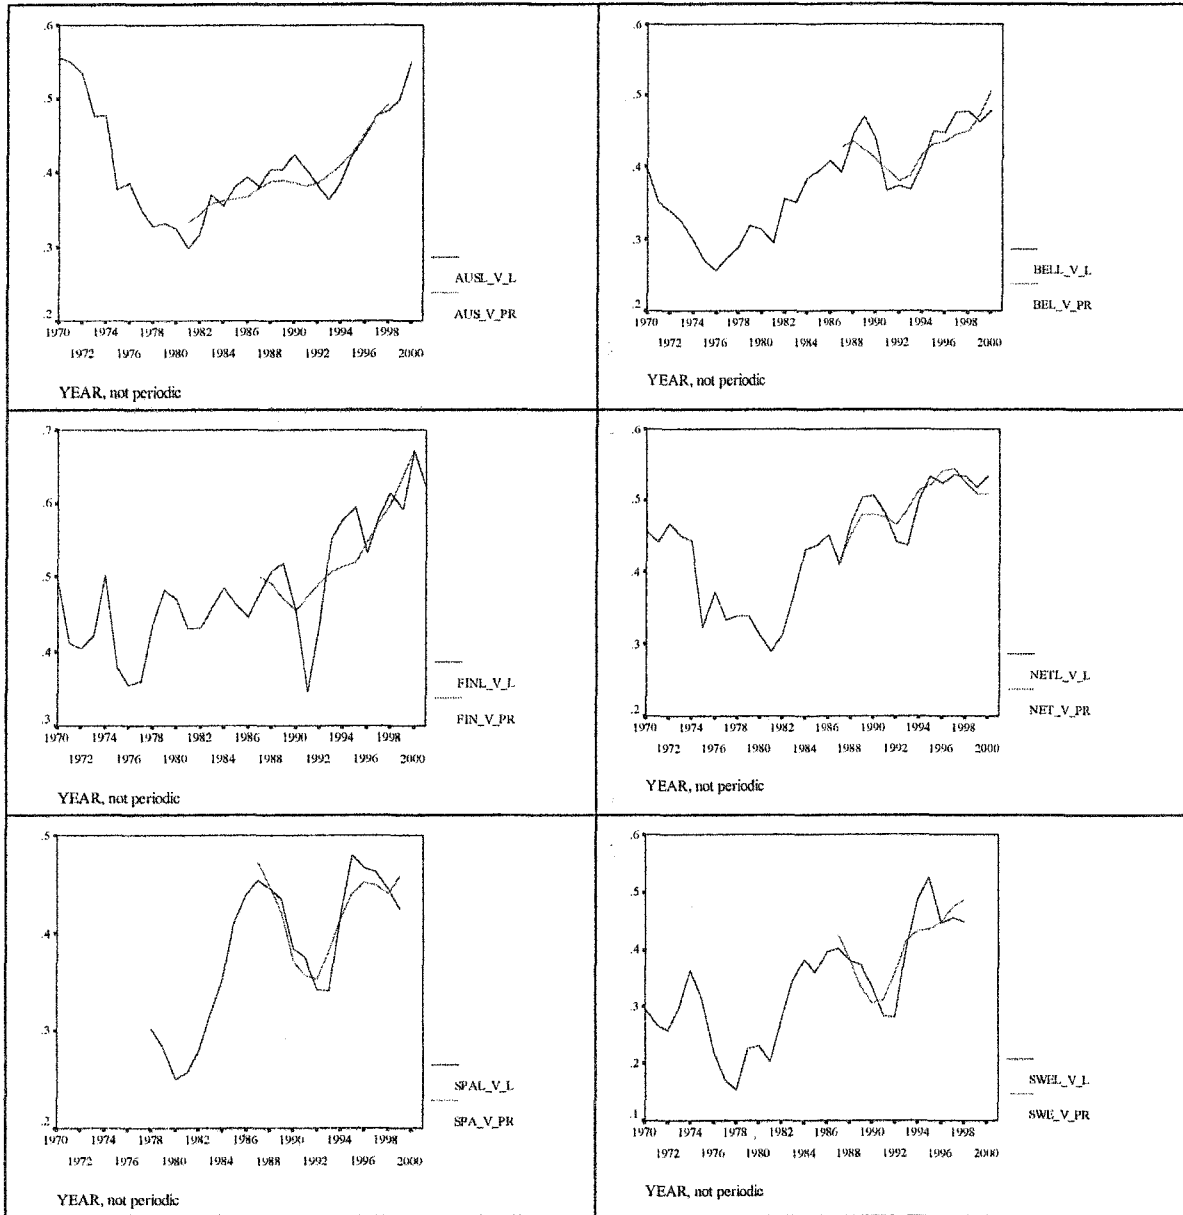 .6
.5
.4
.3
.2
1970 1974 1978 1982 1986 1990 1994 1998
1972 1976 1980 1984 1988 1992 1996 2000
AUSL_V_L
AUS_V_PR
YEAR, not periodic
.6
.5
.4
.3
.2
1970 1974 1978 1982 1986 1990 1994 1998
1972 1976 1980 1984 1988 1992 1996 2000
BELL_V_L
BEL_V_PR
YEAR, not periodic
.7
.6
.5
.4
.3
1970 1974 1978 1982 1986 1990 1994 1998
1972 1976 1980 1984 1988 1992 1996 2000
FINL_V_L
FIN_V_PR
YEAR, not periodic
.6
.5
.4
.3
.2
1970 1974 1978 1982 1986 1990 1994 1998
1972 1976 1980 1984 1988 1992 1996 2000
NETL_V_L
NET_V_PR
YEAR, not periodic
.5
.4
.3
.2
1970 1974 1978 1982 1986 1990 1994 1998
1972 1976 1980 1984 1988 1992 1996 2000
SPAL_V_L
SPA_V_PR
YEAR, not periodic
.6
.5
.4
.3
.2
.1
1970 1974 1978 1982 1986 1990 1994 1998
1972 1976 1980 1984 1988 1992 1996 2000
SWEL_V_L
SWE_V_PR
YEAR, not periodic